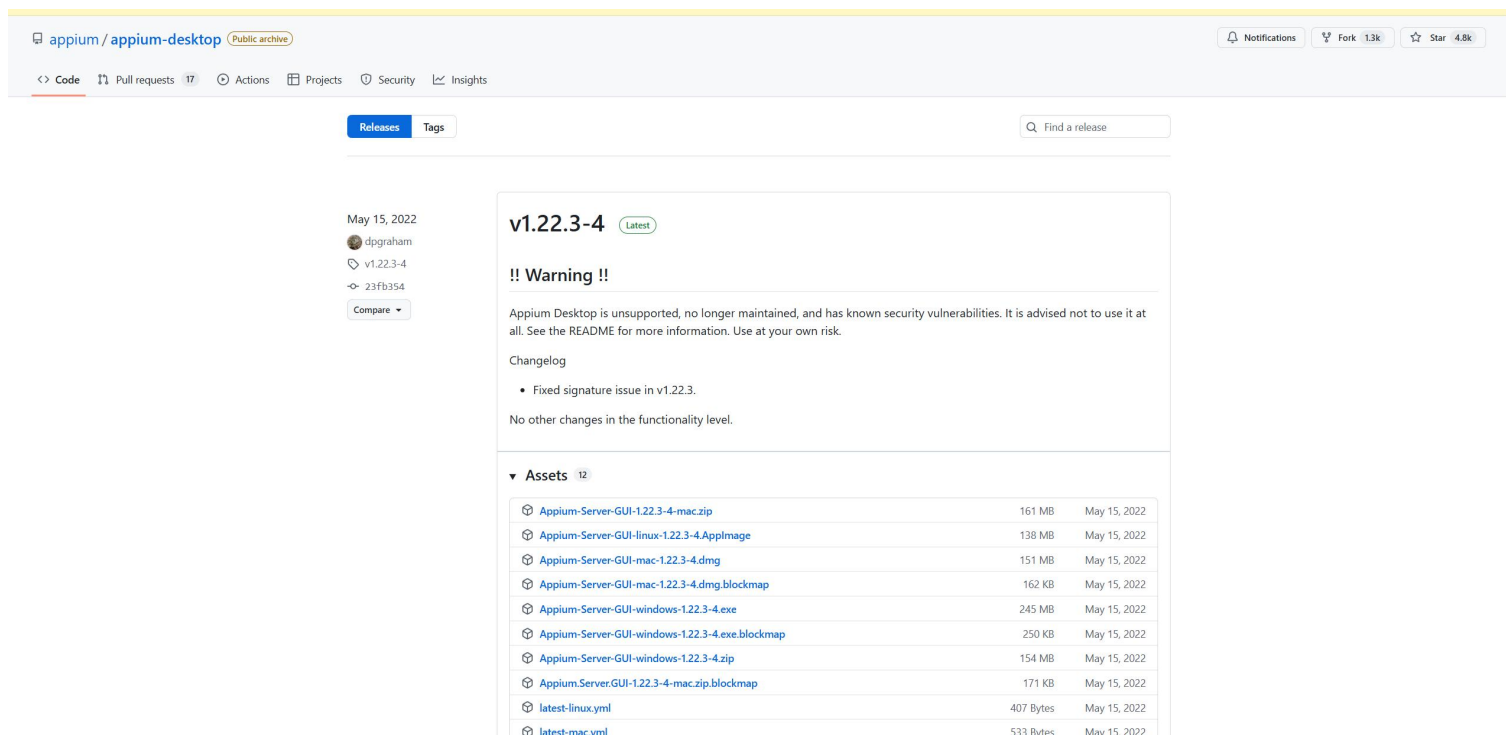 appium / appium-desktop Public archive
Notifications Fork 1.3k Star 4.8k
Code Pull requests 17 Actions Projects Security Insights
Releases Tags
Find a release
May 15, 2022
dpgraham
v1.22.3-4
23fb354
Compare
v1.22.3-4 Latest
!! Warning !!
Appium Desktop is unsupported, no longer maintained, and has known security vulnerabilities. It is advised not to use it at
all. See the README for more information. Use at your own risk.
Changelog
• Fixed signature issue in v1.22.3.
No other changes in the functionality level.
Assets 12
Appium-Server-GUI-1.22.3-4-mac.zip 161 MB May 15, 2022
Appium-Server-GUI-linux-1.22.3-4.AppImage 138 MB May 15, 2022
Appium-Server-GUI-mac-1.22.3-4.dmg 151 MB May 15, 2022
Appium-Server-GUI-mac-1.22.3-4.dmg.blockmap 162 KB May 15, 2022
Appium-Server-GUI-windows-1.22.3-4.exe 245 MB May 15, 2022
Appium-Server-GUI-windows-1.22.3-4.exe.blockmap 250 KB May 15, 2022
Appium-Server-GUI-windows-1.22.3-4.zip 154 MB May 15, 2022
Appium.Server.GUI-1.22.3-4-mac.zip.blockmap 171 KB May 15, 2022
latest-linux.yml 407 Bytes May 15, 2022
latest-mac.yml 533 Bytes May 15, 2022